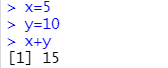 > x=5
> y=10
> x+y
[1] 15